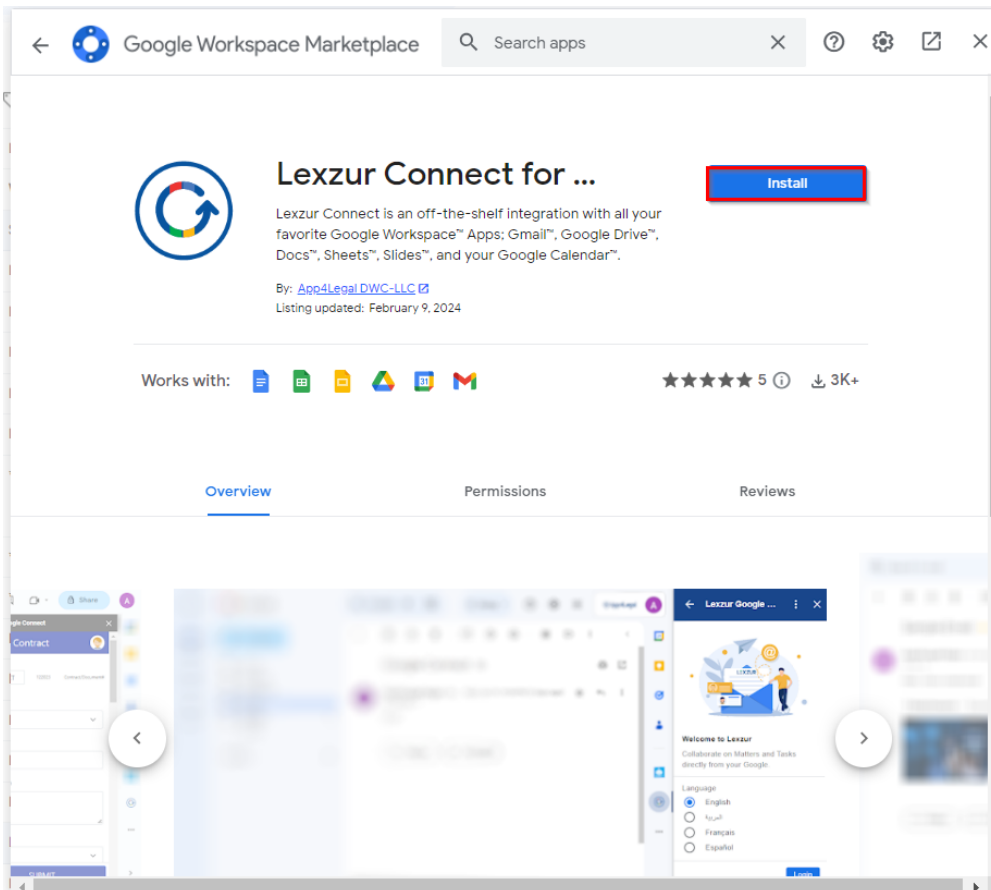 Google Workspace Marketplace
Search apps
Lexzur Connect for ...
Install
Lexzur Connect is an off-the-shelf integration with all your
favorite Google Workspace™ Apps; Gmail™, Google Drive™,
Docs™, Sheets™, Slides™, and your Google Calendar™.
By: App4Legal DWC-LLC
Listing updated: February 9, 2024
Works with:
31
5
3K+
Overview
Permissions
Reviews
Share
A
Contract
SUBMIT
A
Lexzur Google ...
LEXZUR
Welcome to Lexzur
Collaborate on Matters and Tasks
directly from your Google.
Language
English
العربية
Français
Español
Login